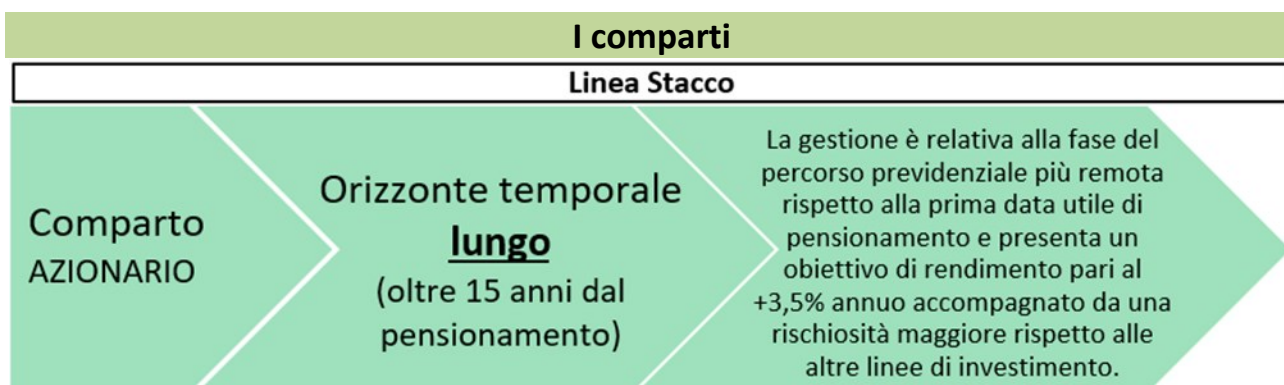 I comparti
Linea Stacco
Comparto
AZIONARIO
Orizzonte temporale
lungo
(oltre 15 anni dal
pensionamento)
La gestione è relativa alla fase del
percorso previdenziale più remota
rispetto alla prima data utile di
pensionamento e presenta un
obiettivo di rendimento pari al
+3,5% annuo accompagnato da una
rischiosità maggiore rispetto alle
altre linee di investimento.